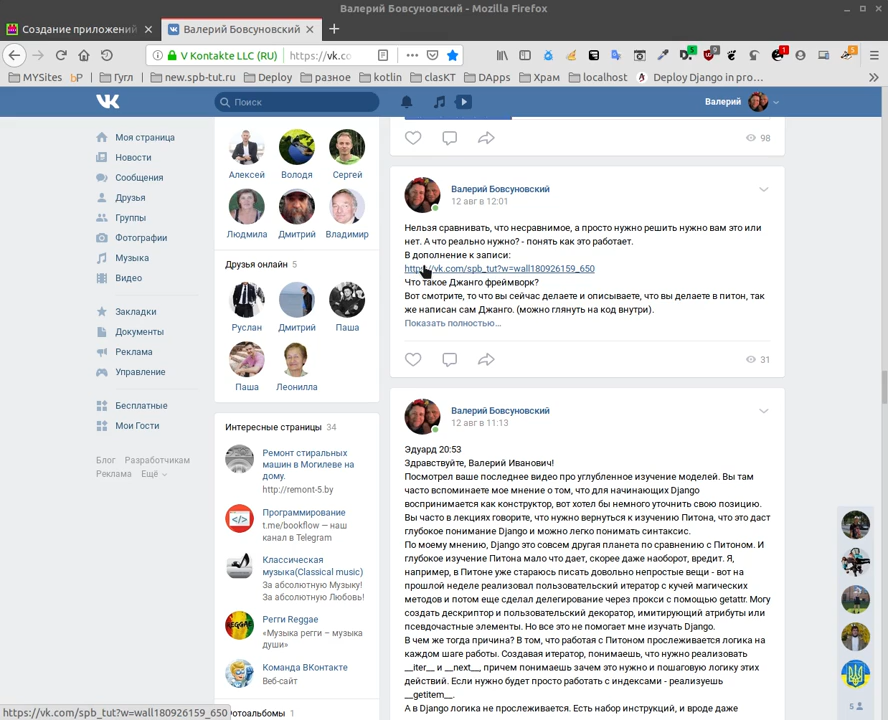 Валерий Бовсуновский - Mozilla Firefox
Создание приложений
Валерий Бовсуновский
V Kontakte LLC (RU)
https://vk.co
MYSites
Гугл
new.spb-tut.ru
Deploy
разное
kotlin
clasKT
DApps
Храм
localhost
Deploy Django in pro…
Поиск
Валерий
Моя страница
Новости
Сообщения
Друзья
Группы
Фотографии
Музыка
Видео
Закладки
Документы
Реклама
Управление
Бесплатные
Мои Гости
Блог Разработчикам
Реклама Ещё
Алексей Володя Сергей
Людмила Дмитрий Владимир
Друзья онлайн 5
Руслан Дмитрий Паша
Паша Леонилла
Интересные страницы 34
Ремонт стиральных
машин в Могилеве на
дому.
http://remont-5.by
Программирование
t.me/bookflow — наш
канал в Telegram
Классическая
музыка(Classical music)
За абсолютную Музыку!
За абсолютную Любовь!
Регги Reggae
«Музыка регги – музыка
души»
Команда ВКонтакте
Веб-сайт
отоальбомы 1
98
Валерий Бовсуновский
12 авг в 12:01
Нельзя сравнивать, что несравнимое, а просто нужно решить нужно вам это или
нет. А что реально нужно? - понять как это работает.
В дополнение к записи:
https://vk.com/spb_tut?w=wall180926159_650
Что такое Джанго фреймворк?
Вот смотрите, то что вы сейчас делаете и описываете, что вы делаете в питон, так
же написан сам Джанго. (можно глянуть на код внутри).
Показать полностью…
31
Валерий Бовсуновский
12 авг в 11:13
Эдуард 20:53
Здравствуйте, Валерий Иванович!
Посмотрел ваше последнее видео про углубленное изучение моделей. Вы там
часто вспоминаете мое мнение о том, что для начинающих Django
воспринимается как конструктор, вот хотел бы немного уточнить свою позицию.
Вы часто в лекциях говорите, что нужно вернуться к изучению Питона, что это даст
глубокое понимание Django и можно легко понимать синтаксис.
По моему мнению, Django это совсем другая планета по сравнению с Питоном. И
глубокое изучение Питона мало что дает, скорее даже наоборот, вредит. Я,
например, в Питоне уже стараюсь писать довольно непростые вещи - вот на
прошлой неделе реализовал пользовательский итератор с кучей магических
методов и потом еще сделал делегирование через прокси с помощью getattr. Могу
создать дескриптор и пользовательский декоратор, имитирующий атрибуты или
псевдочастные элементы. Но все это не помогает мне изучать Django.
В чем же тогда причина? В том, что работая с Питоном прослеживается логика на
каждом шаге работы. Создавая итератор, понимаешь, что нужно реализовать
__iter__ и __next__ причем понимаешь зачем это нужно и пошаговую логику этих
действий. Если нужно будет просто работать с индексами - реализуешь
__getitem__.
А в Django логика не прослеживается. Есть набор инструкций, и вроде даже
5
https://vk.com/spb_tut?w=wall180926159_650